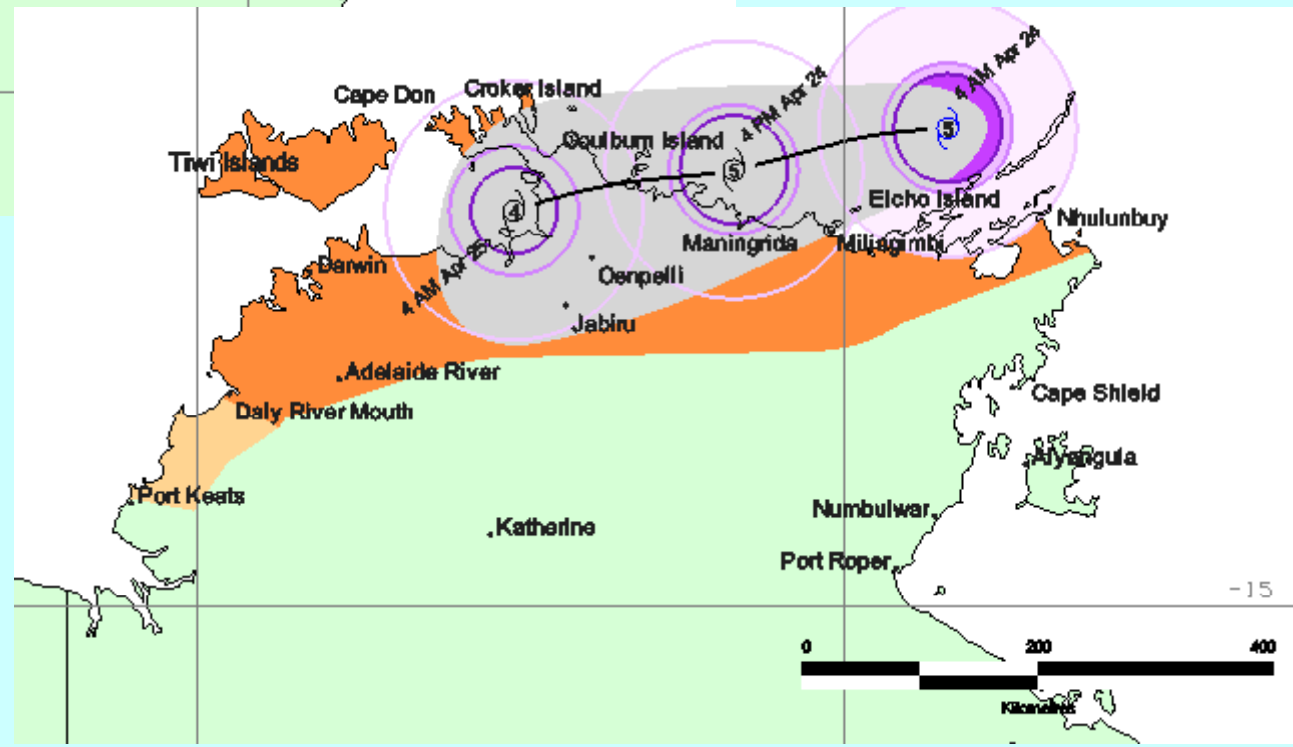 4 AM Apr 24
Cape Don
Croker Island
4 PM Apr 24
5
Goulburn Island
Tiwi Islands
5
Elcho Island
4
Nhulunbuy
Maningrida
Milingimbi
Darwin
Oenpelli
4 AM Apr 25
Jabiru
Adelaide River
Cape Shield
Daly River Mouth
Alyangula
Port Keats
Numbulwar
Katherine
Port Roper
-15
0 200 400
Kilometres